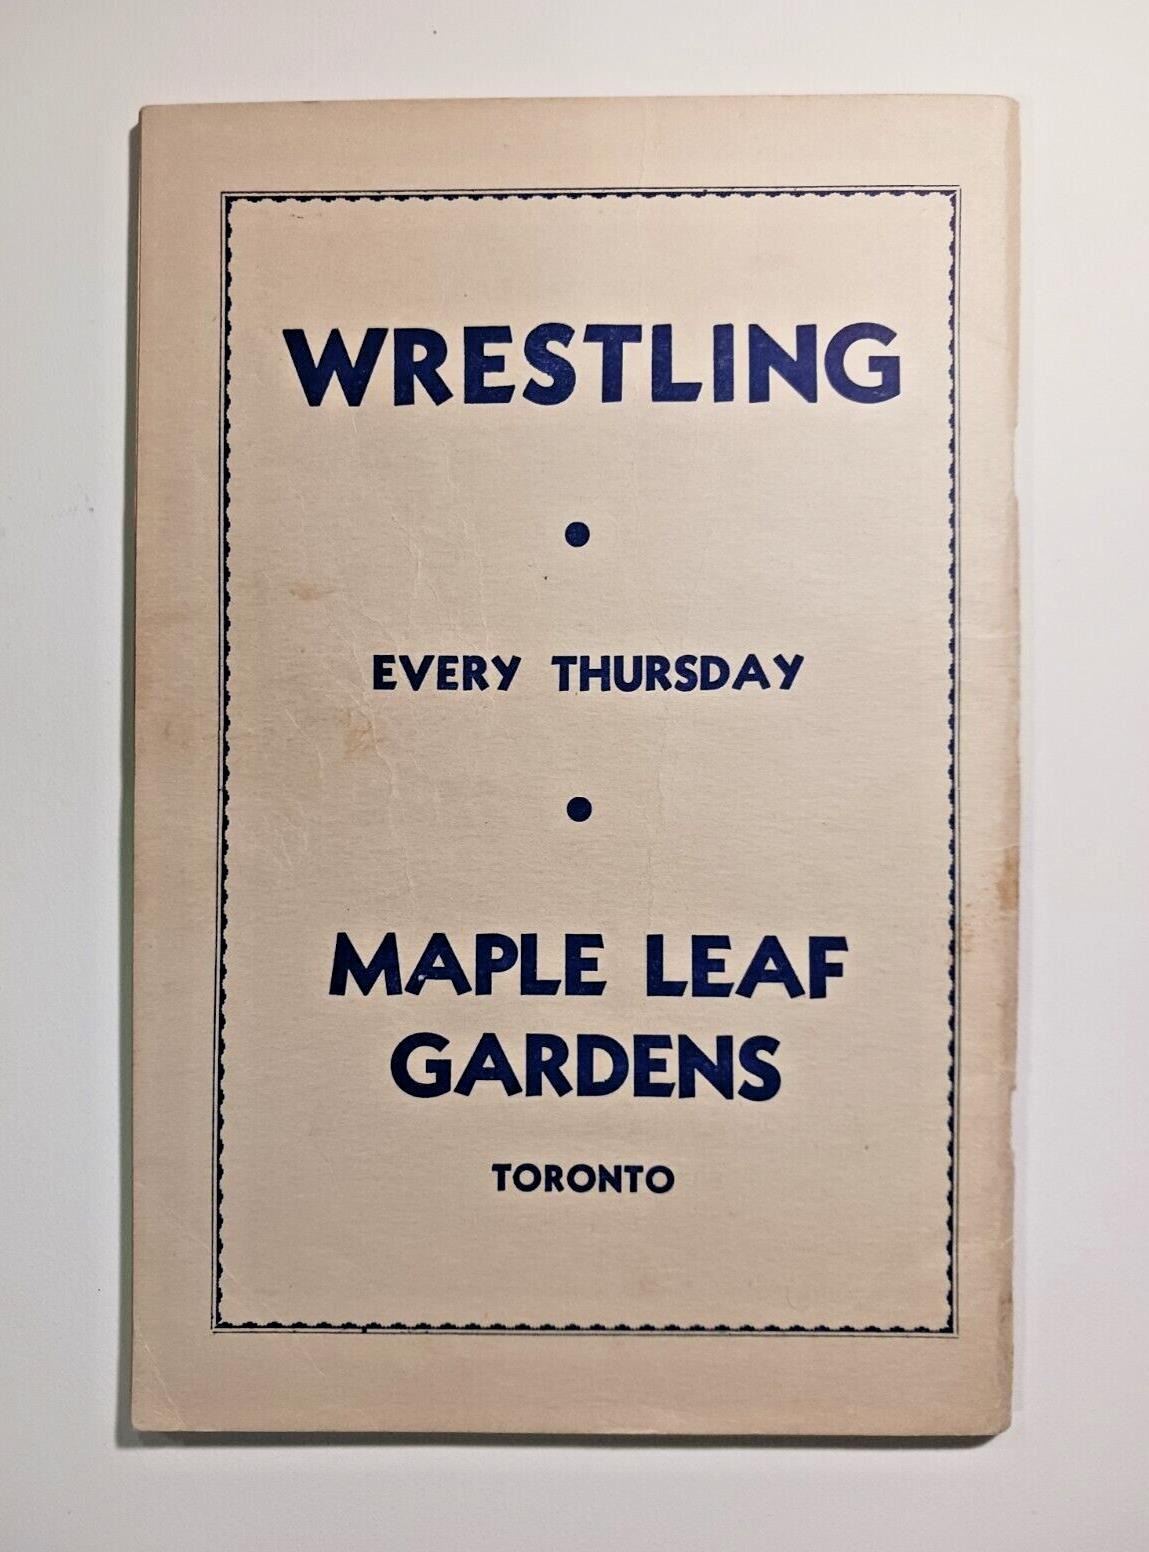 WRESTLING
EVERY THURSDAY
MAPLE LEAF
GARDENS
TORONTO